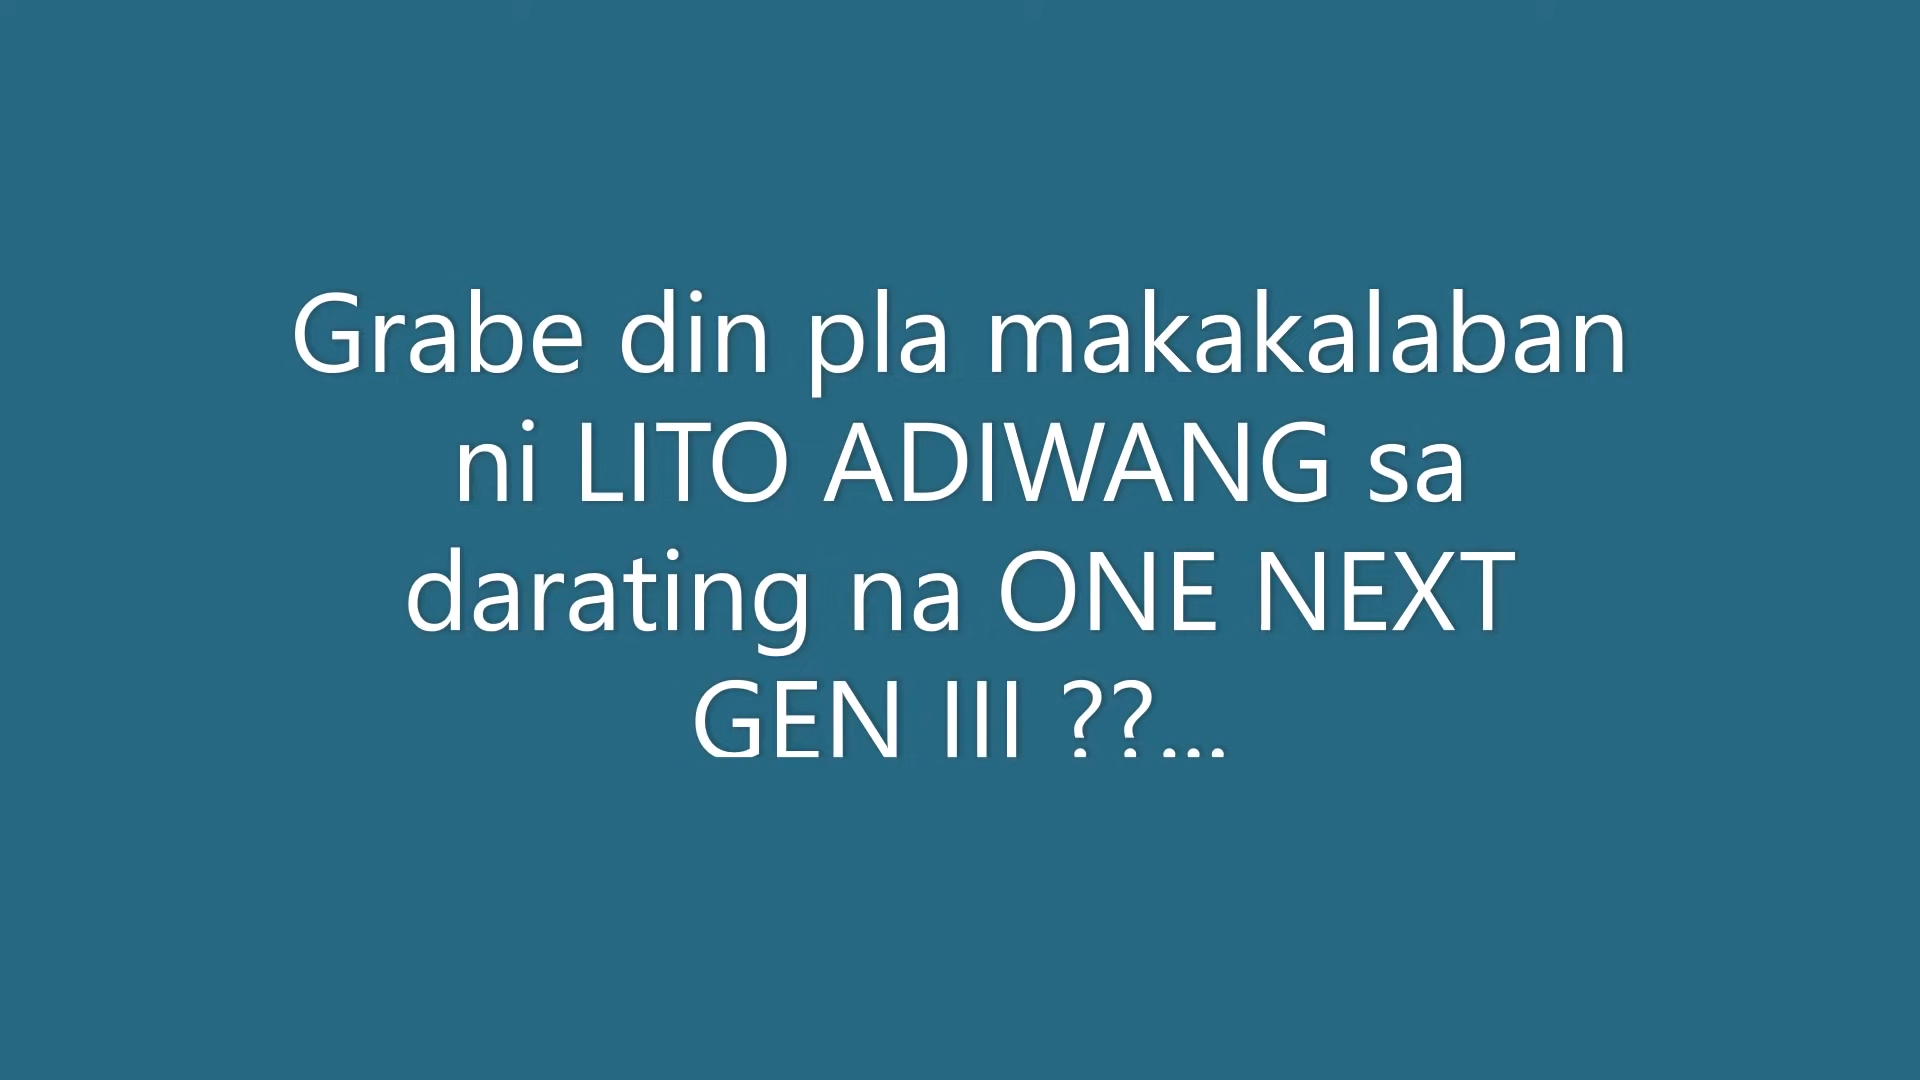 Grabe din pla makakalaban
ni LITO ADIWANG sa
darating na ONE NEXT
GEN III ??...